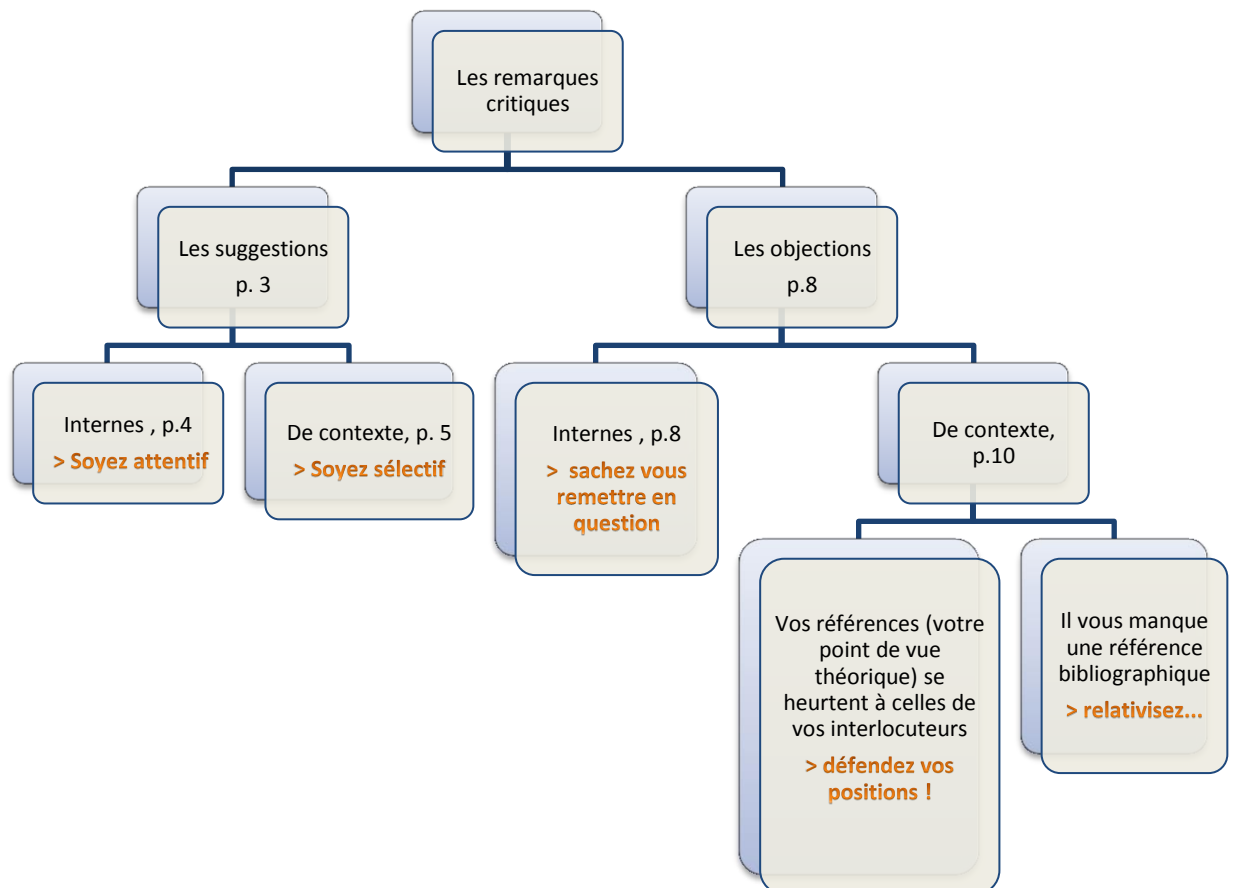 Les remarques
critiques
Les suggestions
p. 3
Les objections
p.8
Internes , p.4
> Soyez attentif
De contexte, p. 5
> Soyez sélectif
Internes , p.8
> sachez vous
remettre en
question
De contexte,
p.10
Vos références (votre
point de vue
théorique) se
heurtent à celles de
vos interlocuteurs
> défendez vos
positions !
Il vous manque
une référence
bibliographique
> relativisez...